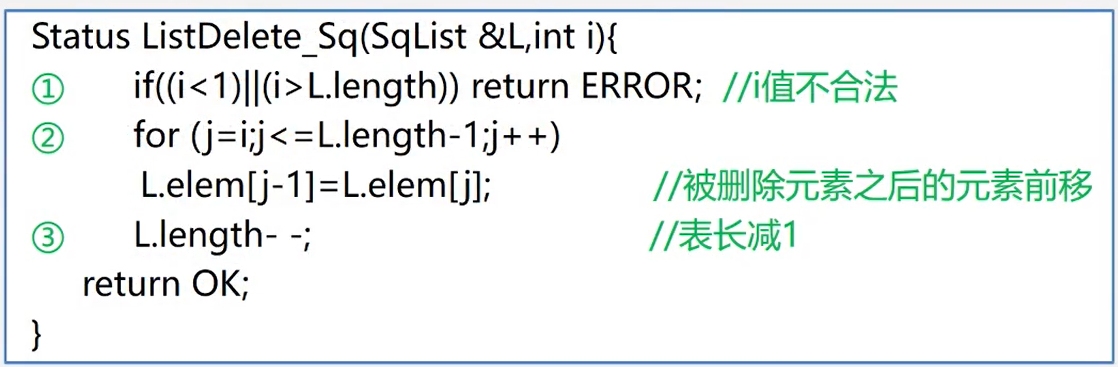 Status ListDelete_Sq(SqList &L,int i){
① if((i<1)||(i>L.length)) return ERROR; //i值不合法
② for (j=i;j<=L.length-1;j++)
L.elem[j-1]=L.elem[j]; //被删除元素之后的元素前移
③ L.length- -; //表长减1
return OK;
}